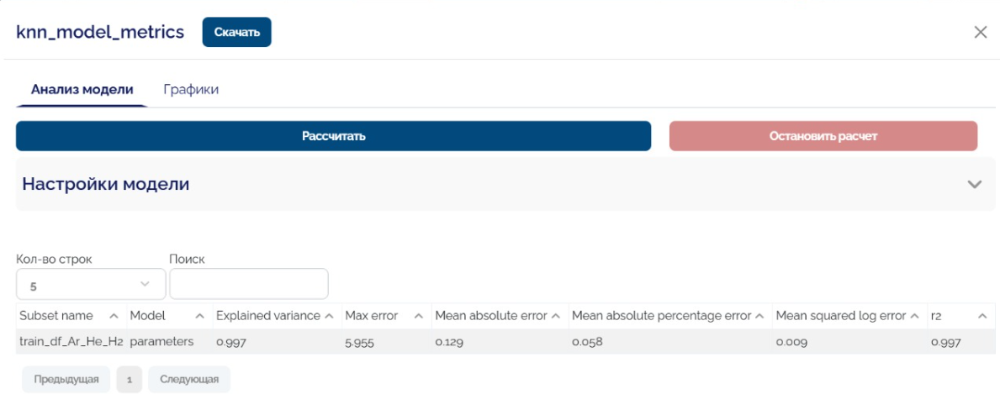 knn_model_metrics Скачать
Анализ модели Графики
Рассчитать Остановить расчет
Настройки модели
Кол-во строк Поиск
5
Subset name Model Explained variance Max error Mean absolute error Mean absolute percentage error Mean squared log error r2
train_df_Ar_He_H2 parameters 0.997 5.955 0.129 0.058 0.009 0.997
Предыдущая 1 Следующая